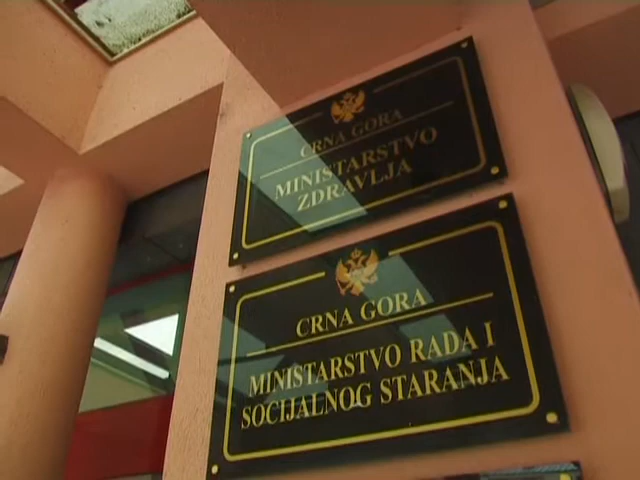 CRNA GORA
MINISTARSTVO
ZDRAVLJA
CRNA GORA
MINISTARSTVO RADA I
SOCIJALNOG STARANJA